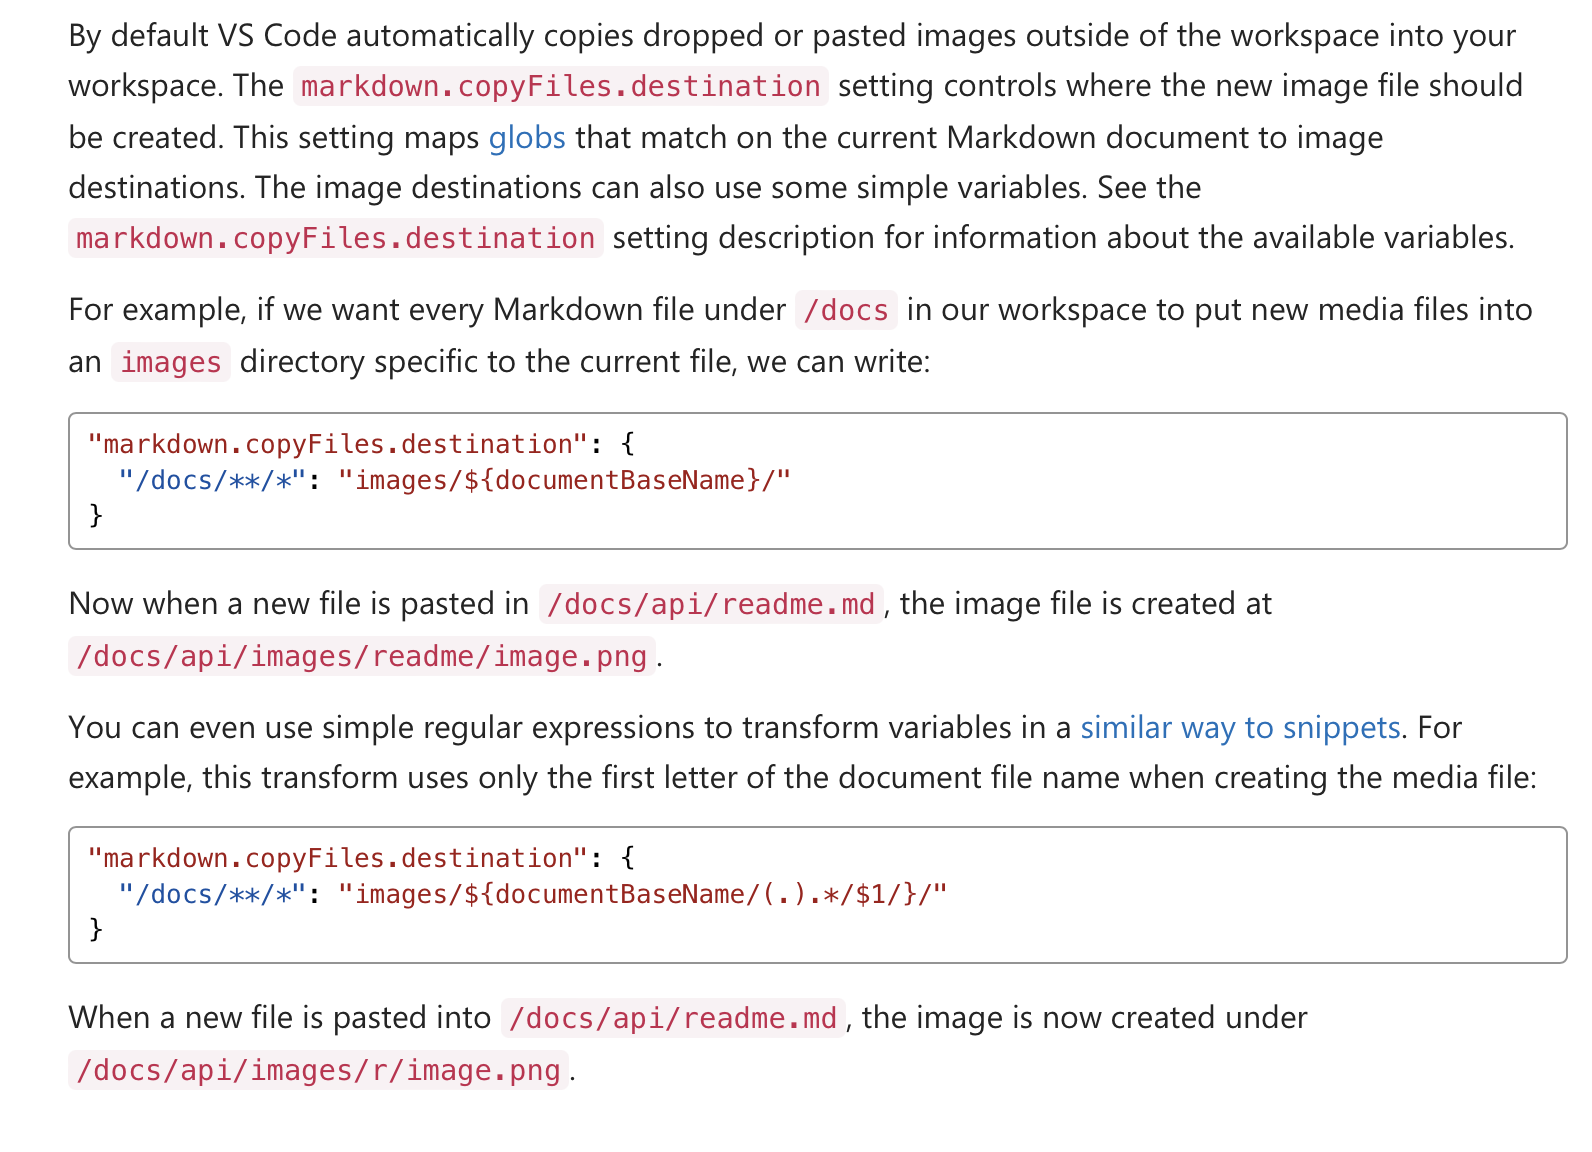 By default VS Code automatically copies dropped or pasted images outside of the workspace into your
workspace. The markdown.copyFiles.destination setting controls where the new image file should
be created. This setting maps globs that match on the current Markdown document to image
destinations. The image destinations can also use some simple variables. See the
markdown.copyFiles.destination setting description for information about the available variables.
For example, if we want every Markdown file under /docs in our workspace to put new media files into
an images directory specific to the current file, we can write:
"markdown.copyFiles.destination": {
  "/docs/**/*": "images/${documentBaseName}/"
}
Now when a new file is pasted in /docs/api/readme.md, the image file is created at
/docs/api/images/readme/image.png.
You can even use simple regular expressions to transform variables in a similar way to snippets. For
example, this transform uses only the first letter of the document file name when creating the media file:
"markdown.copyFiles.destination": {
  "/docs/**/*": "images/${documentBaseName/(.).*/$1/}/"
}
When a new file is pasted into /docs/api/readme.md, the image is now created under
/docs/api/images/r/image.png.